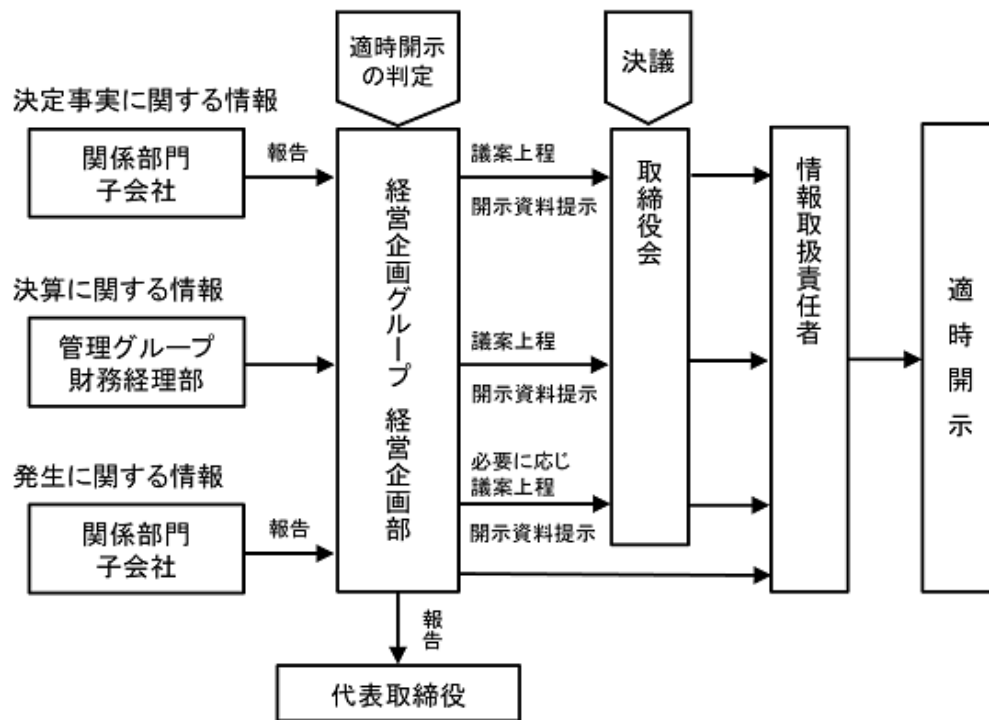 適時開示
の判定
決議
決定事実に関する情報
関係部門
子会社
報告
経営企画グループ 経営企画部
議案上程
開示資料提示
取締役会
情報取扱責任者
適時開示
決算に関する情報
管理グループ
財務経理部
議案上程
開示資料提示
発生に関する情報
関係部門
子会社
報告
必要に応じ
議案上程
開示資料提示
報告
代表取締役